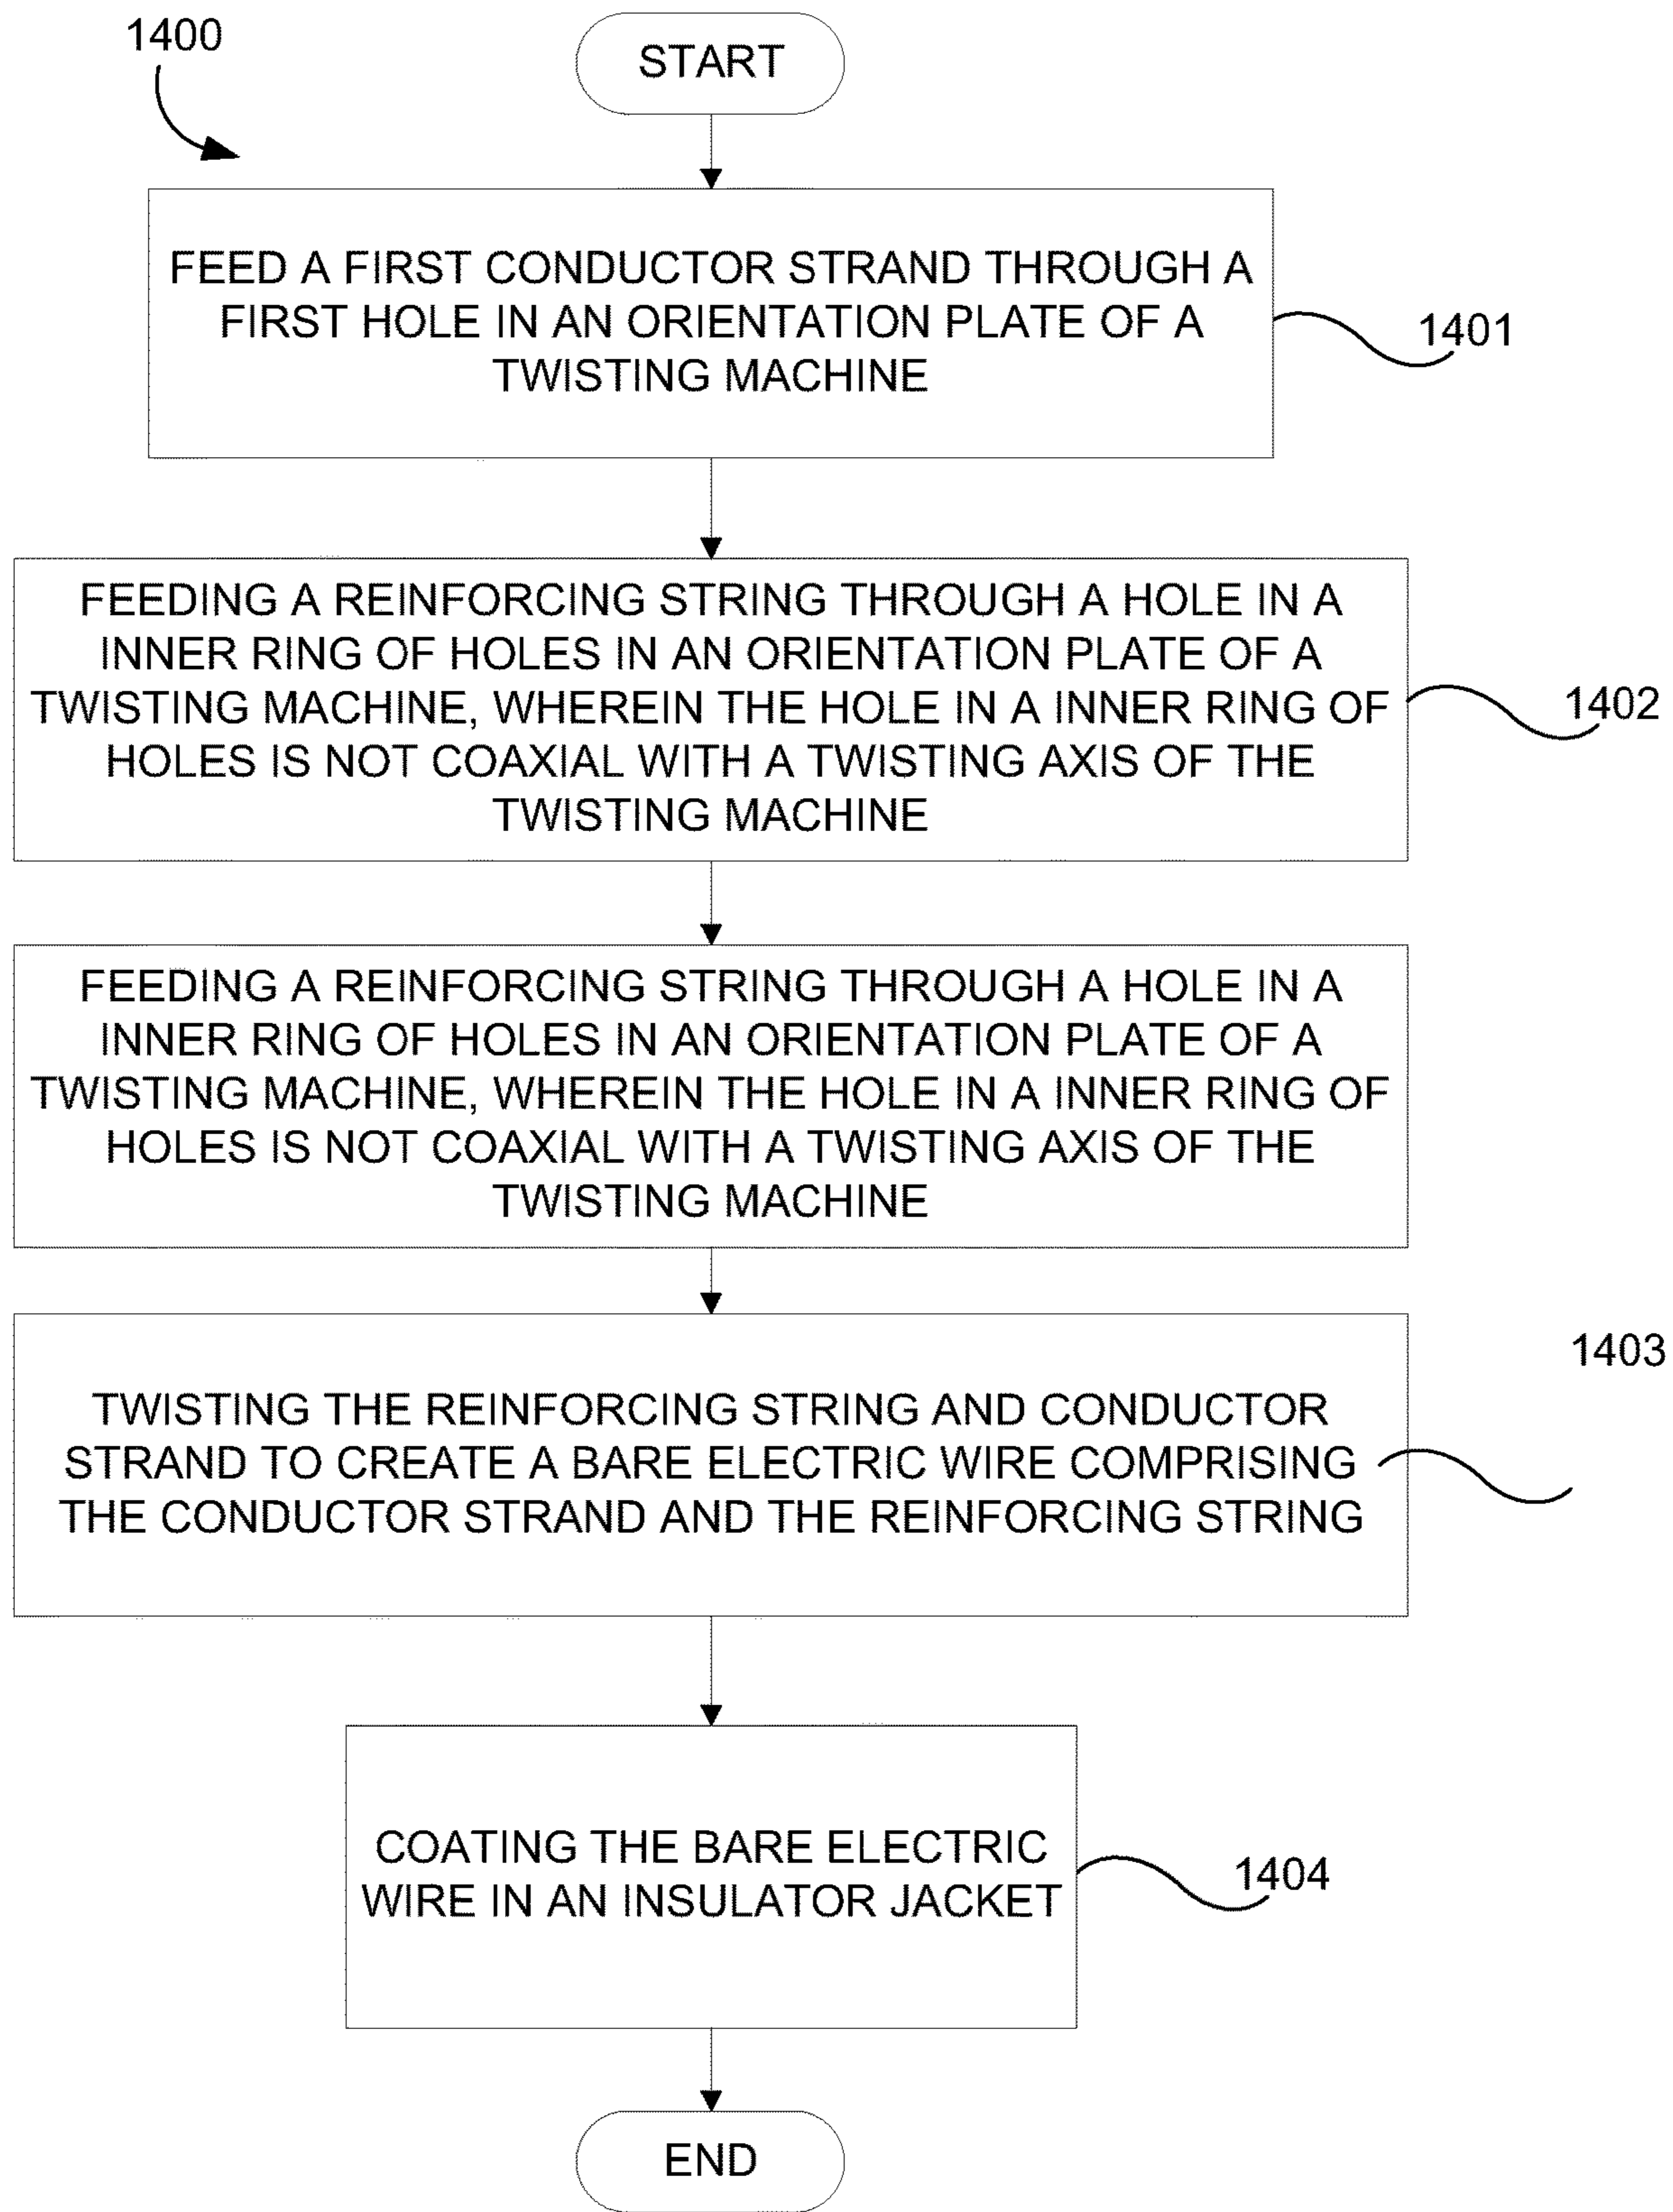 1400
START
FEED A FIRST CONDUCTOR STRAND THROUGH A
FIRST HOLE IN AN ORIENTATION PLATE OF A
TWISTING MACHINE
1401
FEEDING A REINFORCING STRING THROUGH A HOLE IN A
INNER RING OF HOLES IN AN ORIENTATION PLATE OF A
TWISTING MACHINE, WHEREIN THE HOLE IN A INNER RING OF
HOLES IS NOT COAXIAL WITH A TWISTING AXIS OF THE
TWISTING MACHINE
1402
FEEDING A REINFORCING STRING THROUGH A HOLE IN A
INNER RING OF HOLES IN AN ORIENTATION PLATE OF A
TWISTING MACHINE, WHEREIN THE HOLE IN A INNER RING OF
HOLES IS NOT COAXIAL WITH A TWISTING AXIS OF THE
TWISTING MACHINE
1403
TWISTING THE REINFORCING STRING AND CONDUCTOR
STRAND TO CREATE A BARE ELECTRIC WIRE COMPRISING
THE CONDUCTOR STRAND AND THE REINFORCING STRING
COATING THE BARE ELECTRIC
WIRE IN AN INSULATOR JACKET
1404
END